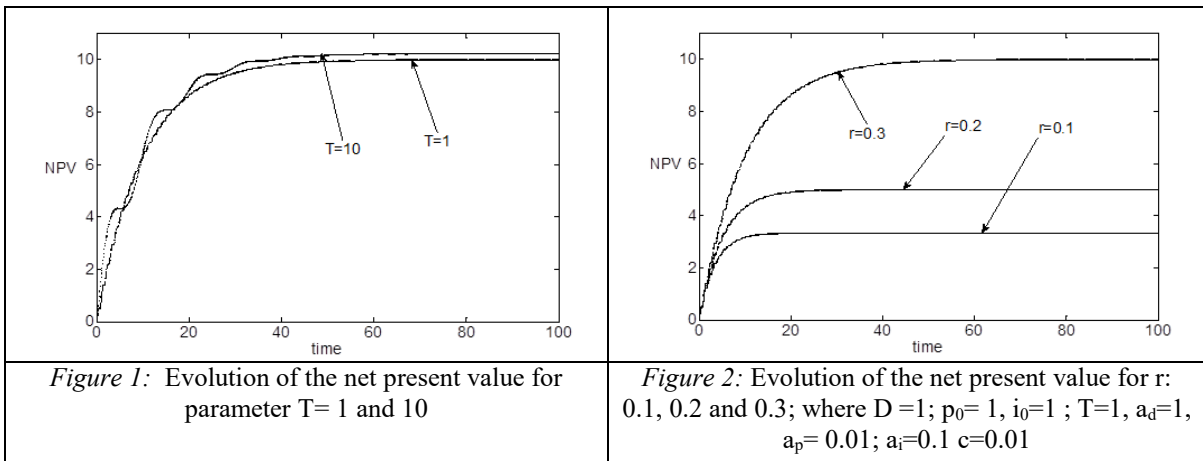 10
8
NPV
6
4
2
0
T=10
T=1
0
20
40
60
80
100
time
10
8
NPV
6
4
2
0
r=0.3
r=0.2
r=0.1
0
20
40
60
80
100
time
Figure 1: Evolution of the net present value for
parameter T= 1 and 10
Figure 2: Evolution of the net present value for r:
0.1, 0.2 and 0.3; where D =1; p₀= 1, i₀=1 ; T=1, a_d=1,
a_p= 0.01; a_i=0.1 c=0.01